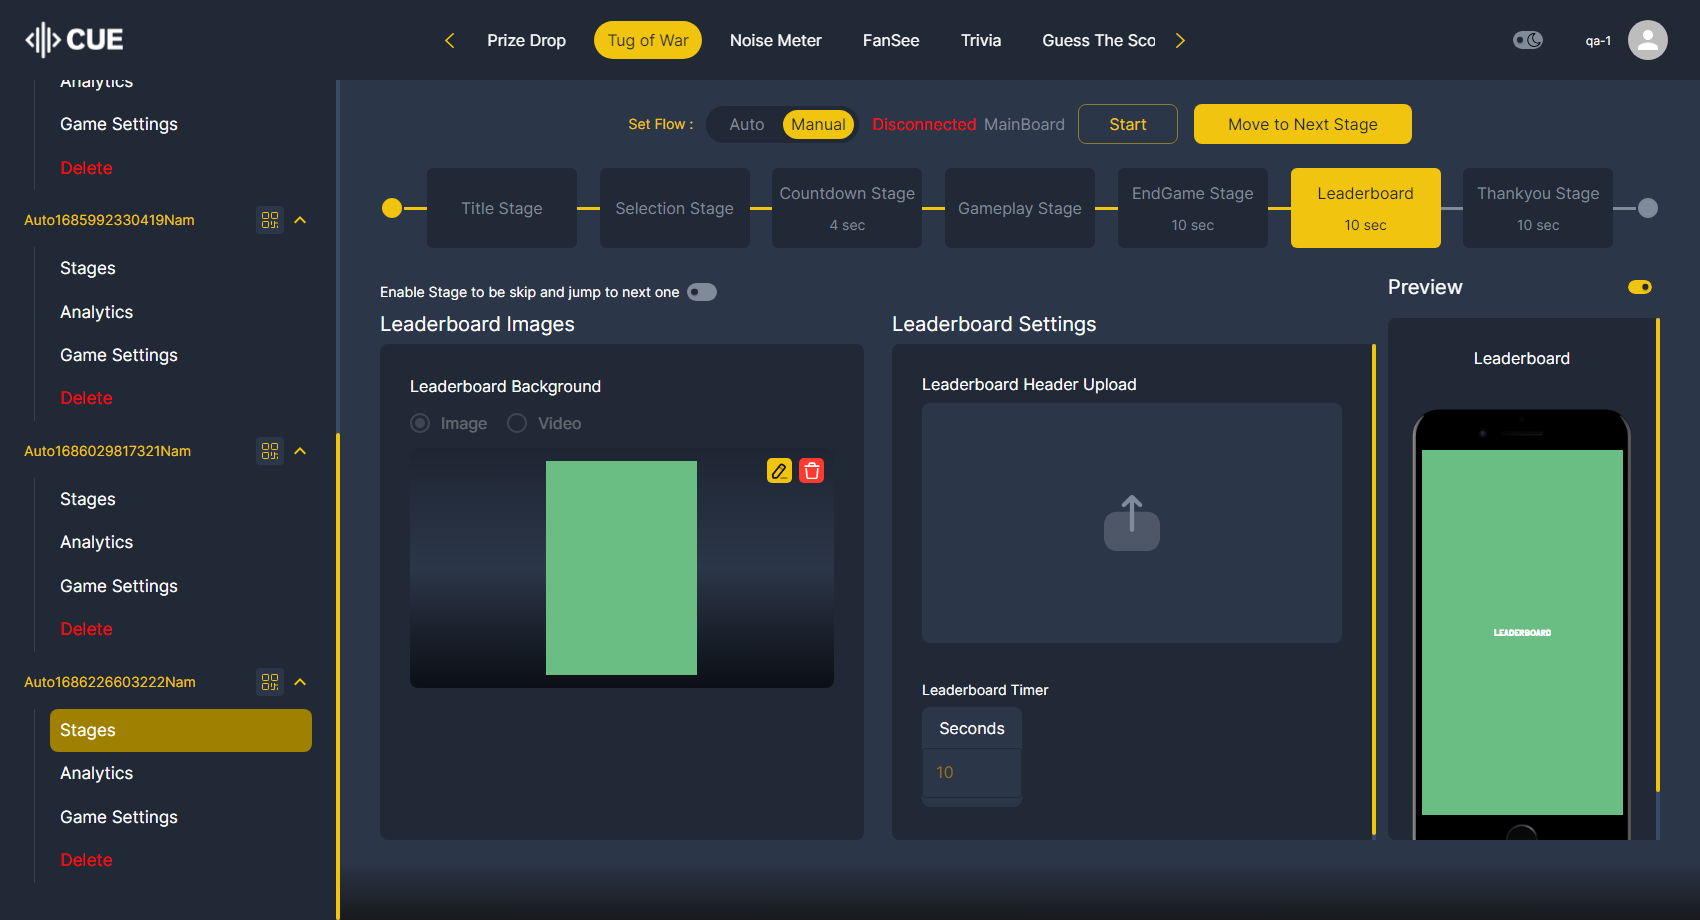 CUE
Prize Drop
Tug of War
Noise Meter
FanSee
Trivia
Guess The Sco
qa-1
Analytics
Game Settings
Delete
Auto1685992330419Nam
Stages
Analytics
Game Settings
Delete
Auto1686029817321Nam
Stages
Analytics
Game Settings
Delete
Auto1686226603222Nam
Stages
Analytics
Game Settings
Delete
Set Flow :
Auto
Manual
Disconnected MainBoard
Start
Move to Next Stage
Title Stage
Selection Stage
Countdown Stage
4 sec
Gameplay Stage
EndGame Stage
10 sec
Leaderboard
10 sec
Thankyou Stage
10 sec
Enable Stage to be skip and jump to next one
Leaderboard Images
Leaderboard Background
Image
Video
Leaderboard Settings
Leaderboard Header Upload
Leaderboard Timer
Seconds
10
Preview
Leaderboard
LEADERBOARD